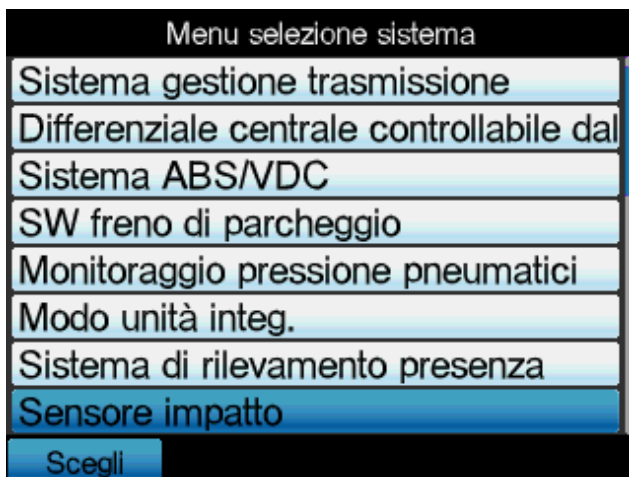 Menu selezione sistema
Sistema gestione trasmissione
Differenziale centrale controllabile dal
Sistema ABS/VDC
SW freno di parcheggio
Monitoraggio pressione pneumatici
Modo unità integ.
Sistema di rilevamento presenza
Sensore impatto
Scegli